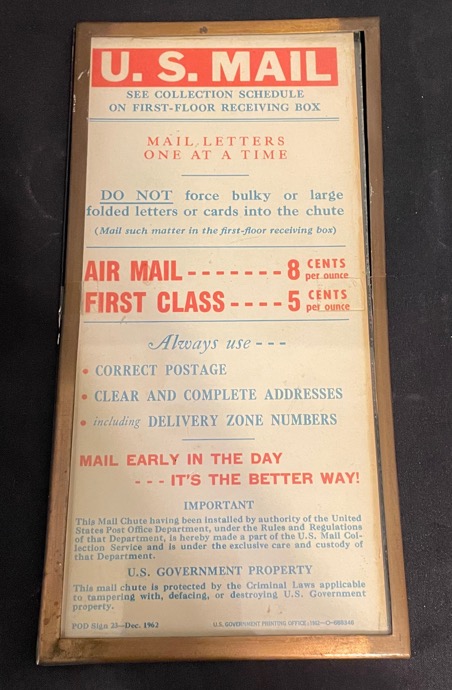 U. S. MAIL
SEE COLLECTION SCHEDULE
ON FIRST-FLOOR RECEIVING BOX
MAIL LETTERS
ONE AT A TIME
DO NOT force bulky or large
folded letters or cards into the chute
(Mail such matter in the first-floor receiving box)
AIR MAIL - - - - - - - 8 CENTS per ounce
FIRST CLASS - - - - 5 CENTS per ounce
Always use - - -
• CORRECT POSTAGE
• CLEAR AND COMPLETE ADDRESSES
• including DELIVERY ZONE NUMBERS
MAIL EARLY IN THE DAY
- - - IT'S THE BETTER WAY!
IMPORTANT
This Mail Chute having been installed by authority of the United
States Post Office Department, under the Rules and Regulations
of that Department, is hereby made a part of the U.S. Mail Col-
lection Service and is under the exclusive care and custody of
that Department.
U.S. GOVERNMENT PROPERTY
This mail chute is protected by the Criminal Laws applicable
to tampering with, defacing, or destroying U.S. Government
property.
POD Sign 23—Dec. 1962
U.S. GOVERNMENT PRINTING OFFICE